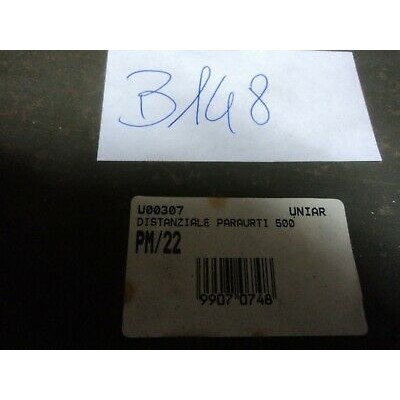 B148
W00307 UNIAR
DISTANZIALE PARAURTI 500
PM/22
9907 0748